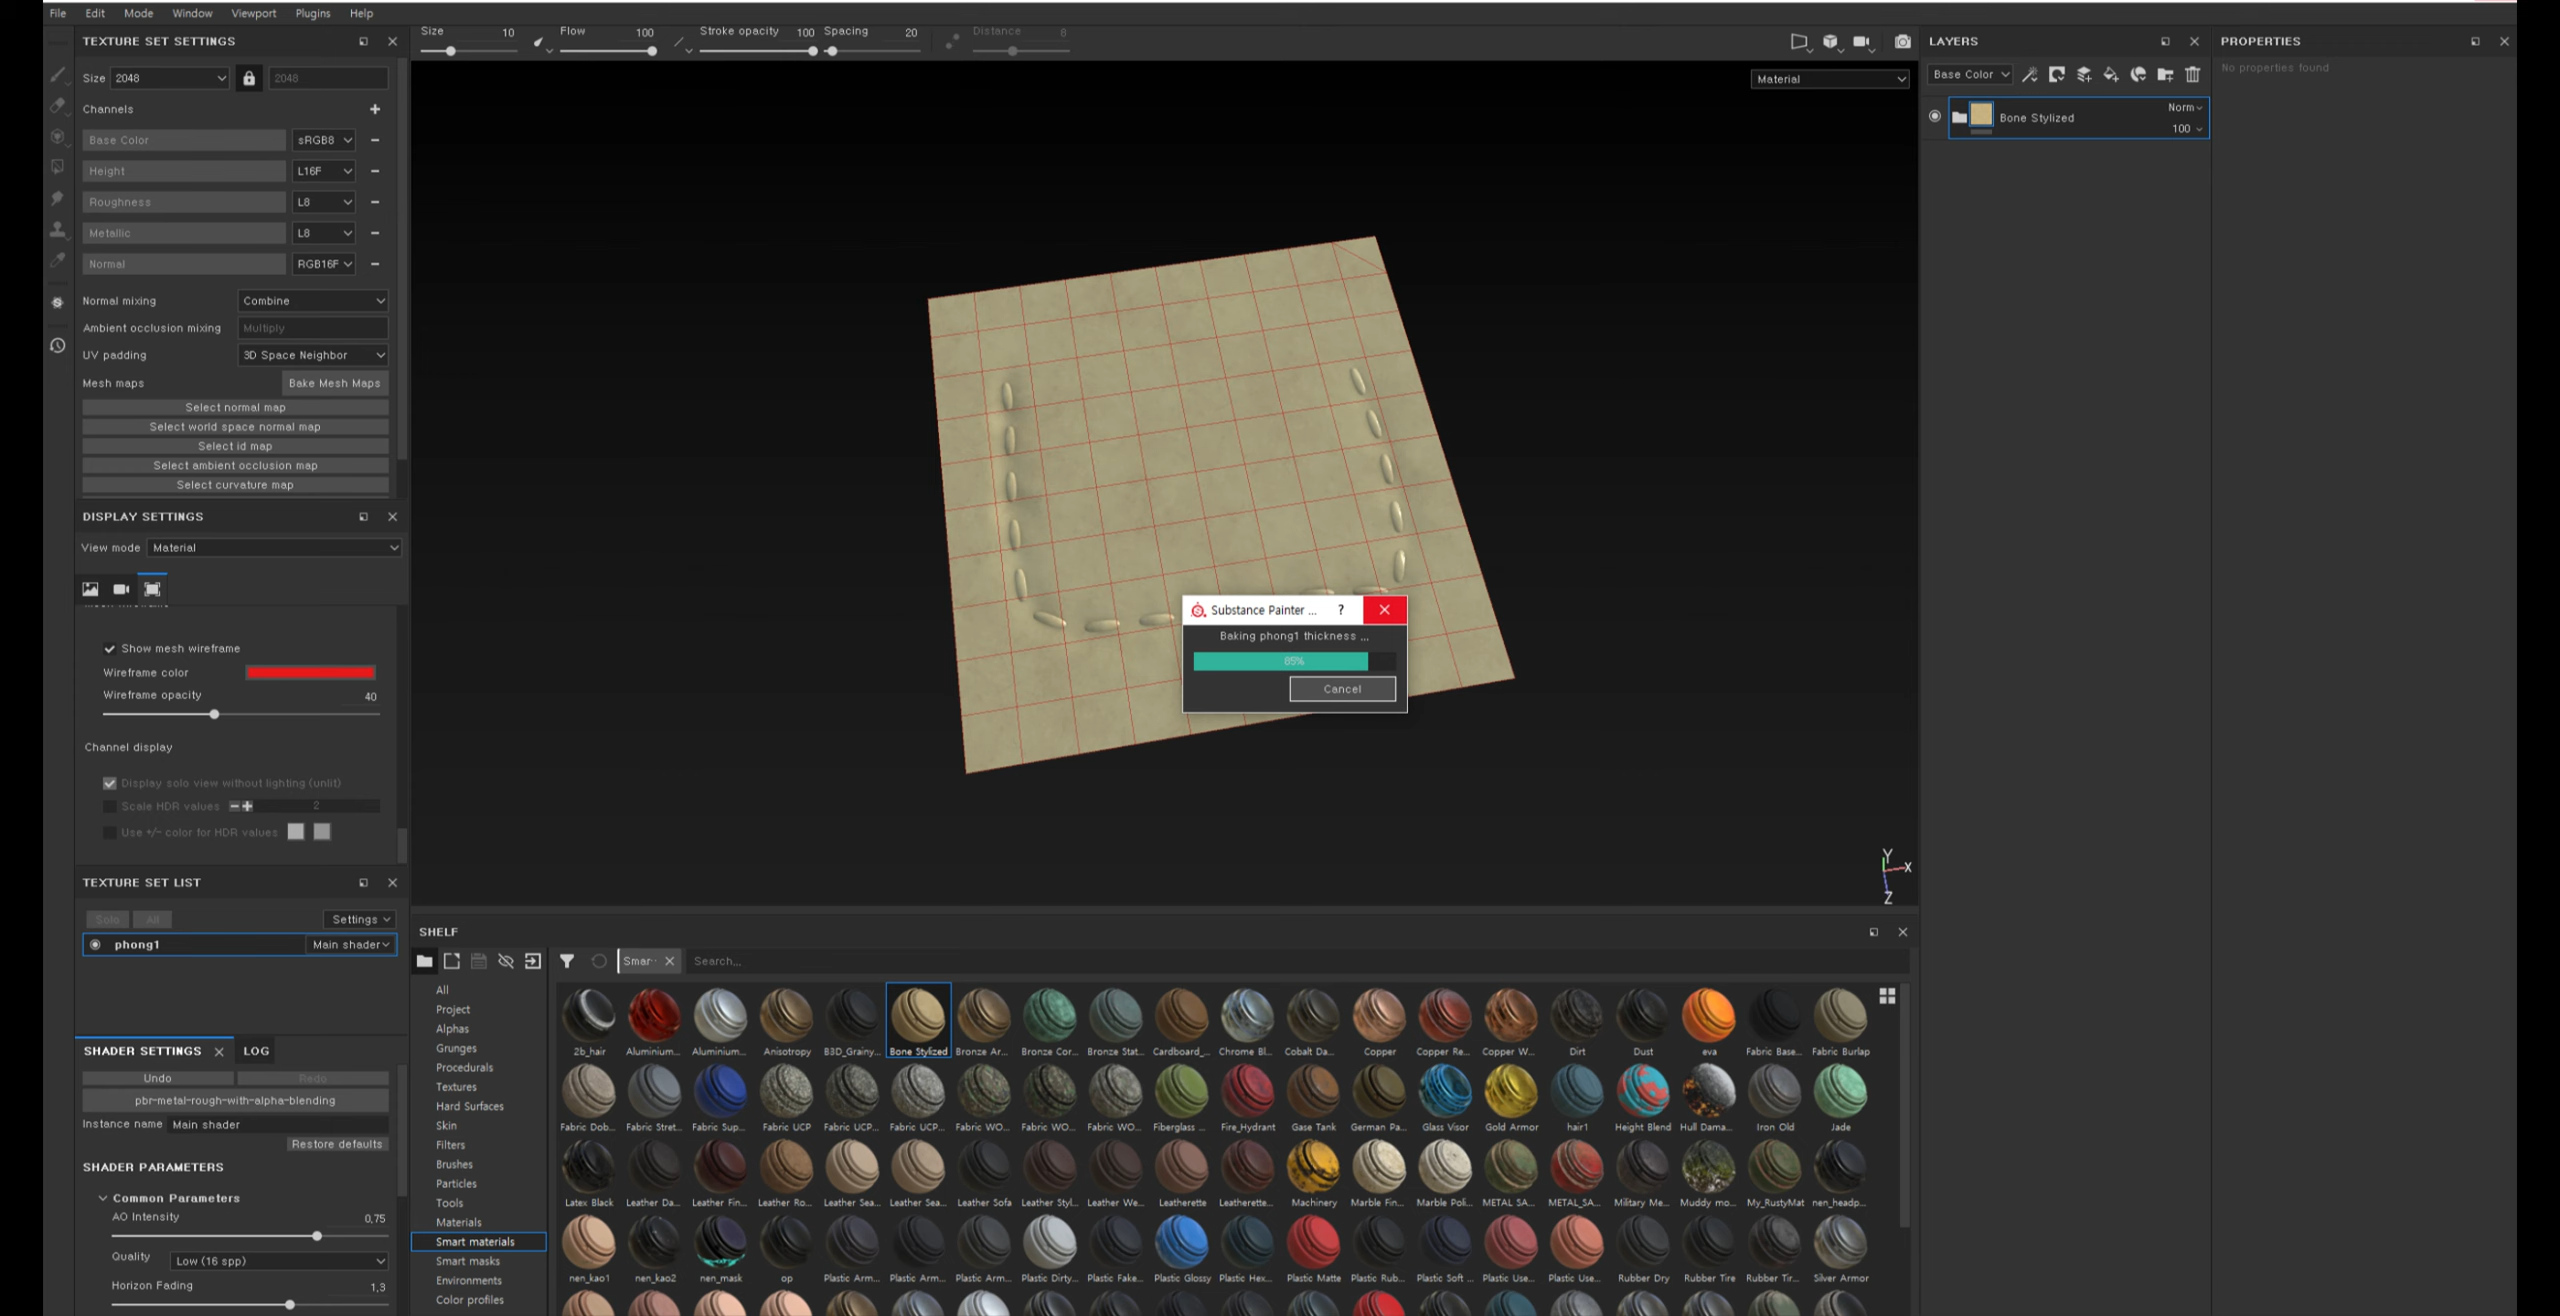 File Edit Mode Window Viewport Plugins Help
TEXTURE SET SETTINGS
Size 2048 2048
Channels
Base Color sRGB8
Height L16F
Roughness L8
Metallic L8
Normal RGB16F
Normal mixing Combine
Ambient occlusion mixing Multiply
UV padding 3D Space Neighbor
Mesh maps Bake Mesh Maps
Select normal map
Select world space normal map
Select id map
Select ambient occlusion map
Select curvature map
DISPLAY SETTINGS
View mode Material
Show mesh wireframe
Wireframe color
Wireframe opacity 40
Channel display
Display solo view without lighting (unlit)
Scale HDR values 2
Use +/- color for HDR values
TEXTURE SET LIST
Solo All Settings
phong1 Main shader
SHADER SETTINGS LOG
Undo Redo
pbr-metal-rough-with-alpha-blending
Instance name Main shader
Restore defaults
SHADER PARAMETERS
Common Parameters
AO Intensity 0,75
Quality Low (16 spp)
Horizon Fading 1,3
Size 10 Flow 100 Stroke opacity 100 Spacing 20 Distance 8
Material
Substance Painter ... ?
Baking phong1 thickness ...
85%
Cancel
Y
X
Z
SHELF
Smar·· Search...
All
Project
Alphas
Grunges
Procedurals
Textures
Hard Surfaces
Skin
Filters
Brushes
Particles
Tools
Materials
Smart materials
Smart masks
Environments
Color profiles
2b_hair Aluminium... Aluminium... Anisotropy B3D_Grainy... Bone Stylized Bronze Ar... Bronze Cor... Bronze Stat... Cardboard_... Chrome Bl... Cobalt Da... Copper Copper Re... Copper W... Dirt Dust eva Fabric Base... Fabric Burlap
Fabric Dob... Fabric Stret... Fabric Sup... Fabric UCP Fabric UCP... Fabric UCP... Fabric WO... Fabric WO... Fabric WO... Fiberglass ... Fire_Hydrant Gase Tank German Pa... Glass Visor Gold Armor hair1 Height Blend Hull Dama... Iron Old Jade
Latex Black Leather Da... Leather Fin... Leather Ro... Leather Sea... Leather Sea... Leather Sofa Leather Styl... Leather We... Leatherette Leatherette... Machinery Marble Fin... Marble Poli... METAL SA... METAL_SA... Military Me... Muddy mo... My_RustyMat nen_headp...
nen_kao1 nen_kao2 nen_mask op Plastic Arm... Plastic Arm... Plastic Arm... Plastic Dirty... Plastic Fake... Plastic Glossy Plastic Hex... Plastic Matte Plastic Rub... Plastic Soft ... Plastic Use... Plastic Use... Rubber Dry Rubber Tire Rubber Tir... Silver Armor
LAYERS
Base Color
Bone Stylized Norm
100
PROPERTIES
No properties found